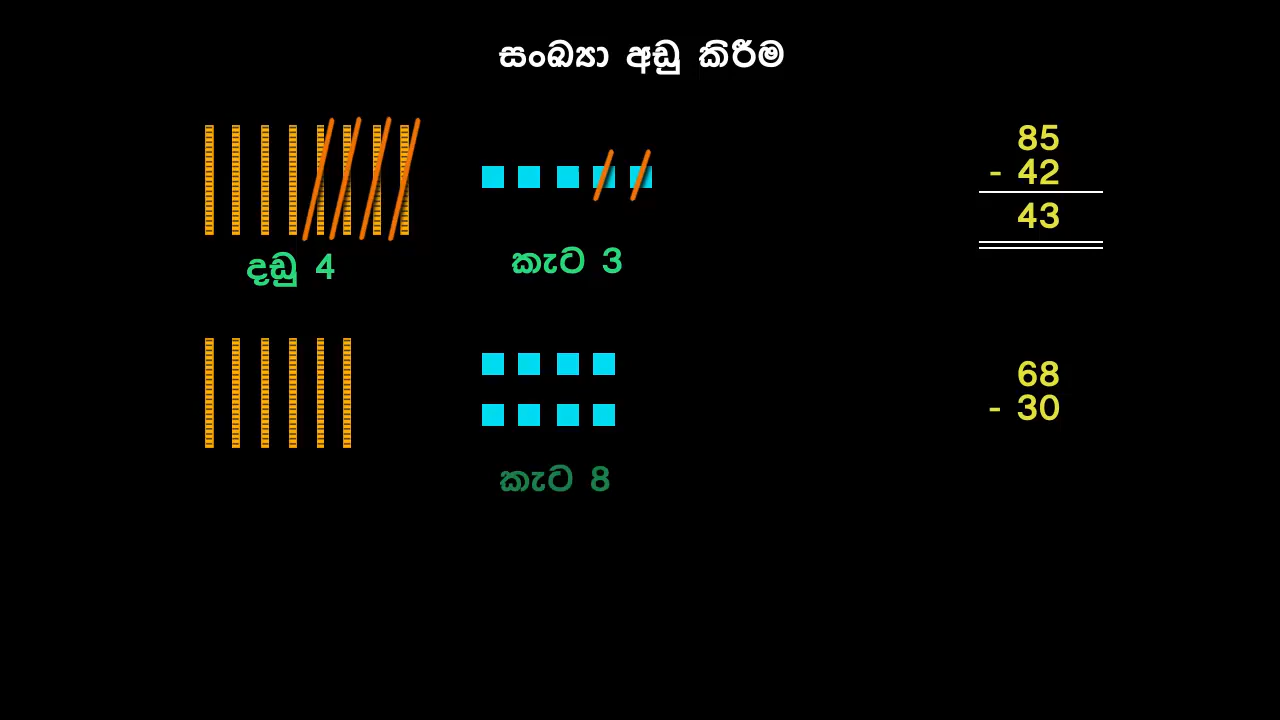 සංඛ්‍යා අඩු කිරීම
85
- 42
43
දඬු 4
කැට 3
68
- 30
කැට 8